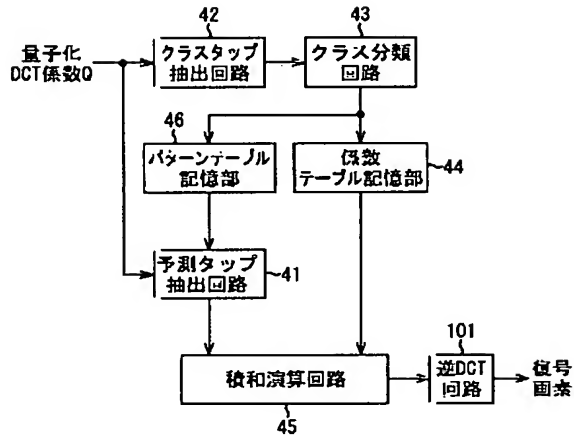 42
43
量子化
DCT係数Q
クラスタップ
抽出回路
クラス分類
回路
46
パターンテーブル
記憶部
係数
テーブル記憶部
44
予測タップ
抽出回路
41
101
積和演算回路
逆DCT
回路
復号
画素
45